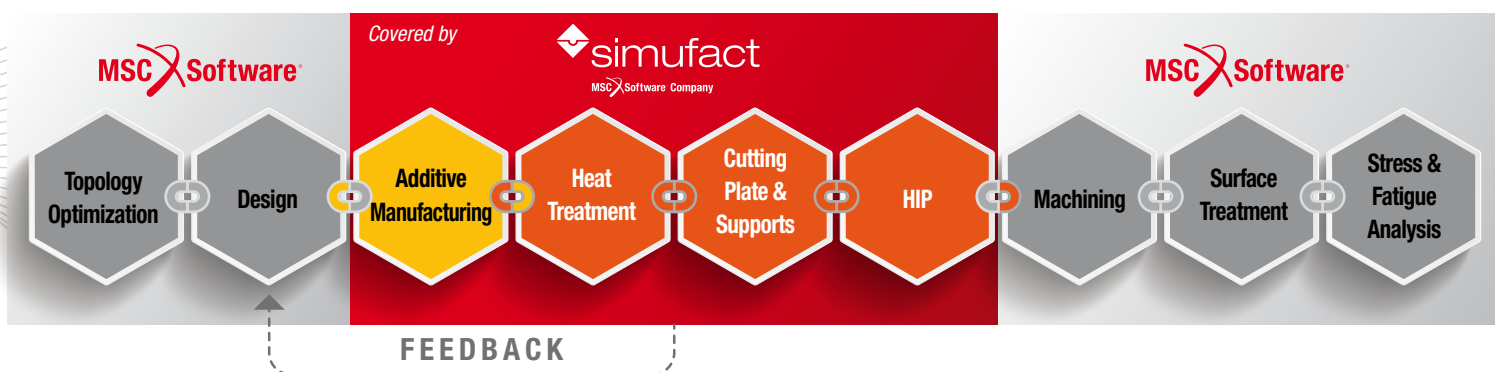 MSC Software®
Covered by
simufact
MSC Software Company
MSC Software®
Topology
Optimization
Design
Additive
Manufacturing
Heat
Treatment
Cutting
Plate &
Supports
HIP
Machining
Surface
Treatment
Stress &
Fatigue
Analysis
FEEDBACK